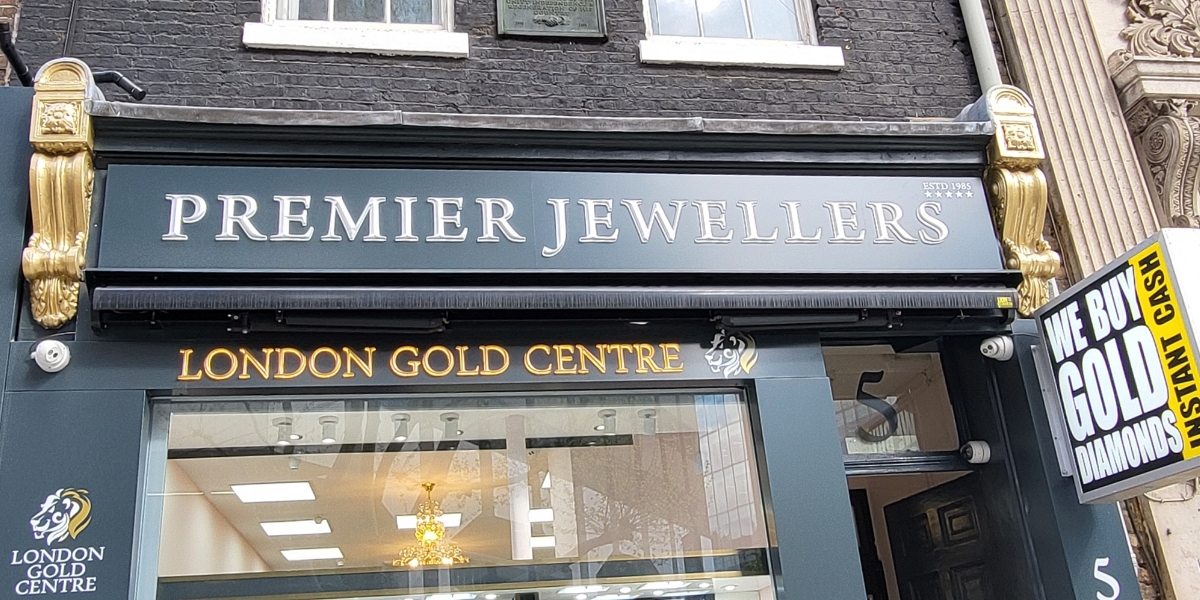 PREMIER JEWELLERS
ESTD 1985
LONDON GOLD CENTRE
5
WE BUY
GOLD
DIAMONDS
INSTANT CASH
LONDON
GOLD
CENTRE
5